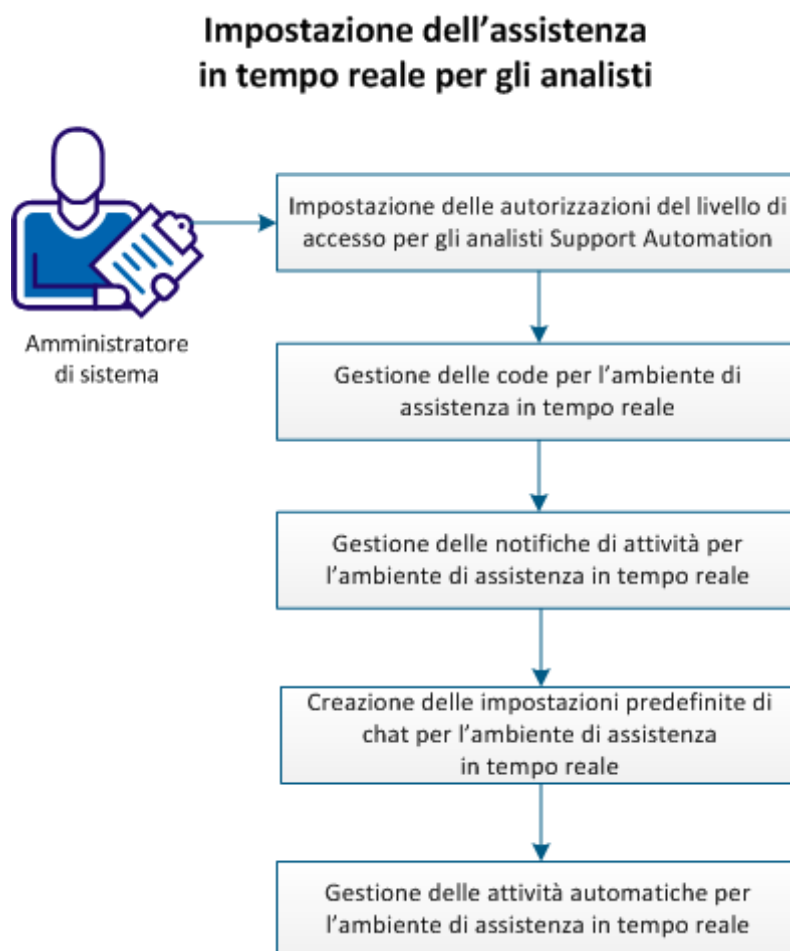 Impostazione dell’assistenza
in tempo reale per gli analisti
Impostazione delle autorizzazioni del livello di
accesso per gli analisti Support Automation
Amministratore
di sistema
Gestione delle code per l’ambiente di
assistenza in tempo reale
Gestione delle notifiche di attività per
l’ambiente di assistenza in tempo reale
Creazione delle impostazioni predefinite di
chat per l’ambiente di assistenza
in tempo reale
Gestione delle attività automatiche per
l’ambiente di assistenza in tempo reale